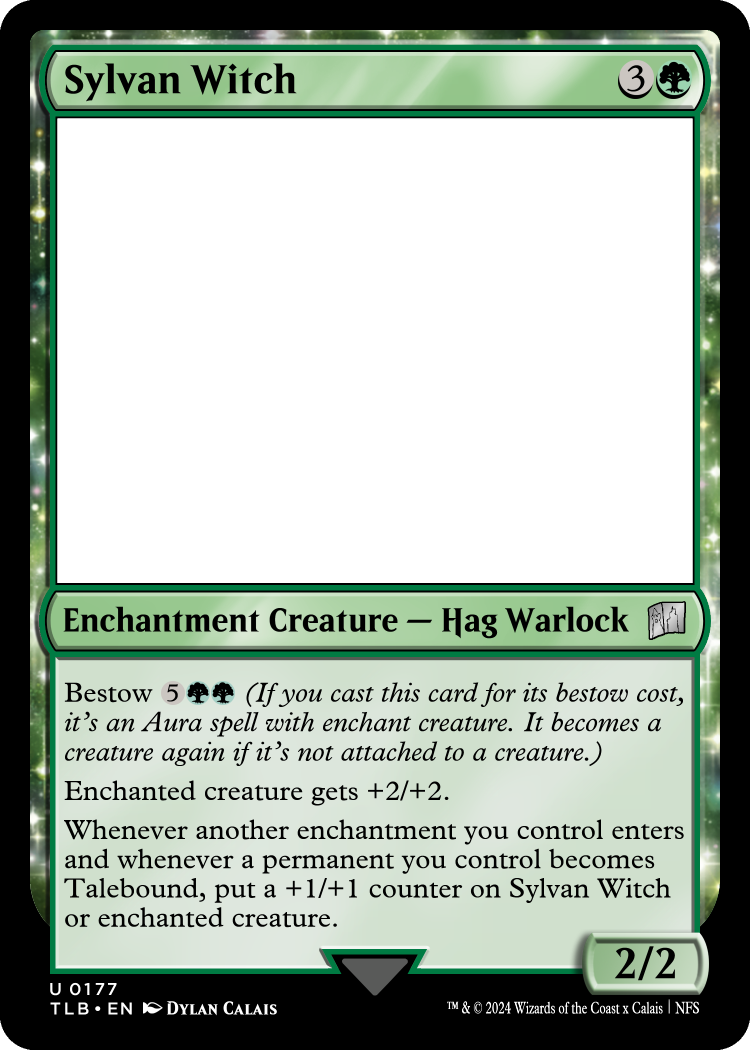 Sylvan Witch 3
Enchantment Creature — Hag Warlock
Bestow 5 (If you cast this card for its bestow cost,
it's an Aura spell with enchant creature. It becomes a
creature again if it's not attached to a creature.)
Enchanted creature gets +2/+2.
Whenever another enchantment you control enters
and whenever a permanent you control becomes
Talebound, put a +1/+1 counter on Sylvan Witch
or enchanted creature.
2/2
U 0177
TLB • EN DYLAN CALAIS
™ & © 2024 Wizards of the Coast x Calais | NFS